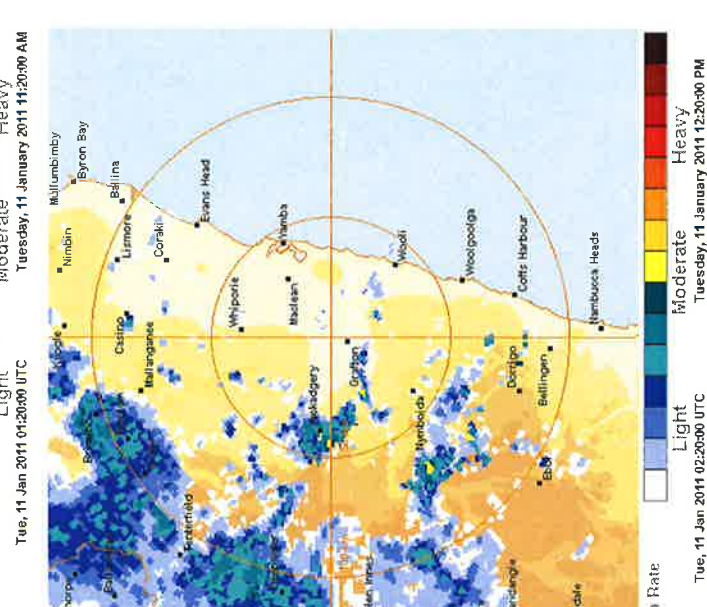 Light Moderate Heavy
Tue, 11 Jan 2011 01:20:00 UTC Tuesday, 11 January 2011 11:20:00 AM
Mullumbimby
Nimbin
Byron Bay
Ballina
Lismore
Casino
Coraki
Mallanganee
Evans Head
Tenterfield
Whiporie
Yamba
Maclean
Grafton
Wooli
Nymboida
Woolgoolga
Dorrigo
Coffs Harbour
Ebor
Bellingen
Nambucca Heads
Rate Light Moderate Heavy
Tue, 11 Jan 2011 02:20:00 UTC Tuesday, 11 January 2011 12:20:00 PM